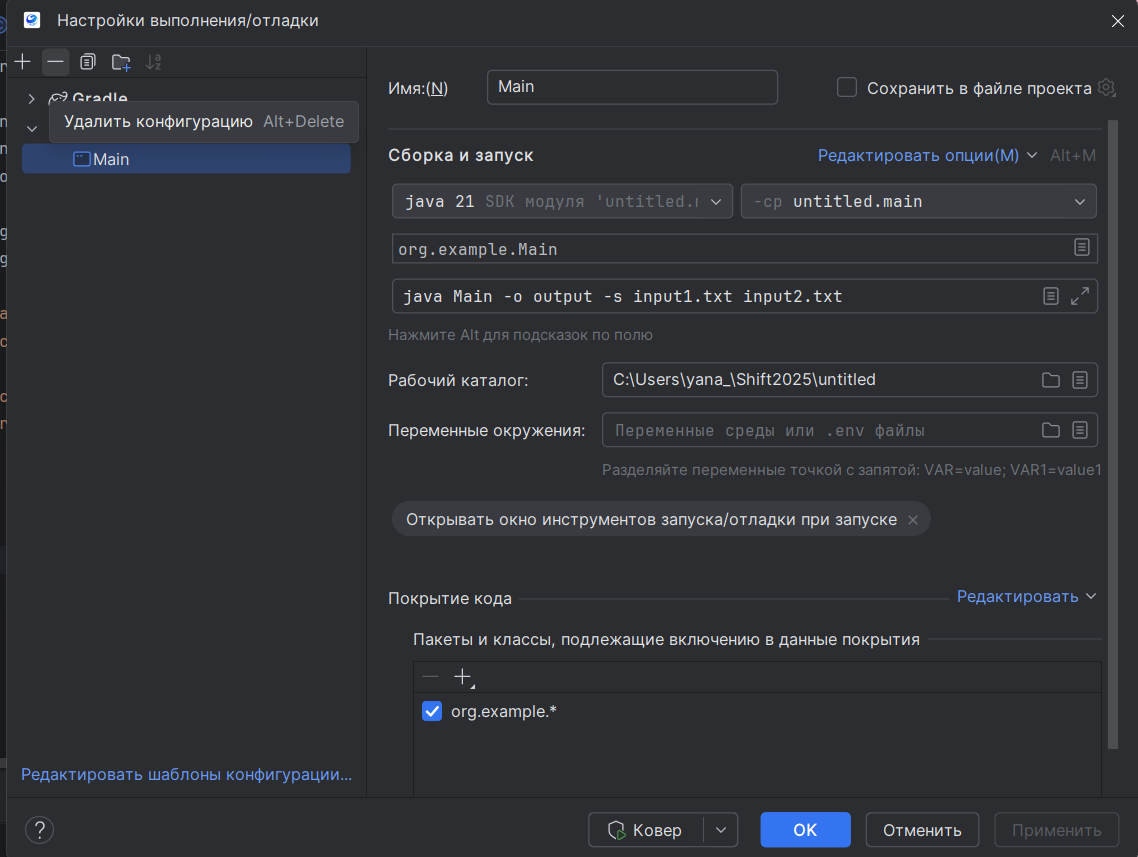 Настройки выполнения/отладки
Gradle
Удалить конфигурацию Alt+Delete
Main
Редактировать шаблоны конфигурации...
Имя:(N) Main Сохранить в файле проекта
Сборка и запуск Редактировать опции(M) Alt+M
java 21 SDK модуля 'untitled. -cp untitled.main
org.example.Main
java Main -o output -s input1.txt input2.txt
Нажмите Alt для подсказок по полю
Рабочий каталог: C:\Users\yana_\Shift2025\untitled
Переменные окружения: Переменные среды или .env файлы
Разделяйте переменные точкой с запятой: VAR=value; VAR1=value1
Открывать окно инструментов запуска/отладки при запуске
Покрытие кода Редактировать
Пакеты и классы, подлежащие включению в данные покрытия
org.example.*
? Ковер OK Отменить Применить